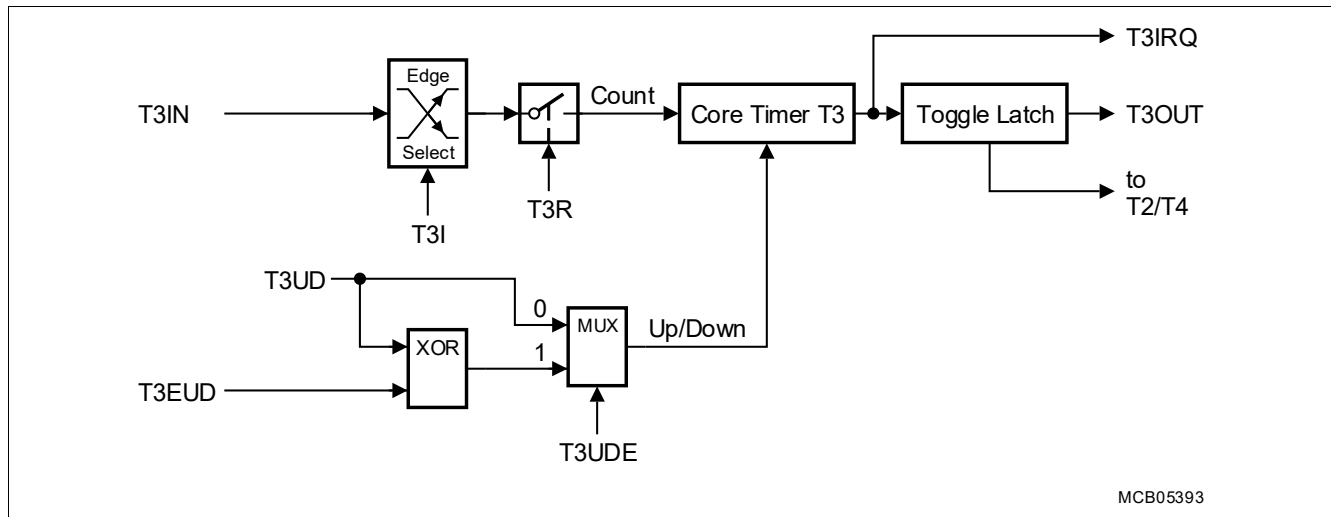 T3IRQ
Edge
Count
T3IN
Core Timer T3
Toggle Latch
T3OUT
Select
to
T2/T4
T3R
T3I
T3UD
0
MUX
Up/Down
XOR
1
T3EUD
T3UDE
MCB05393